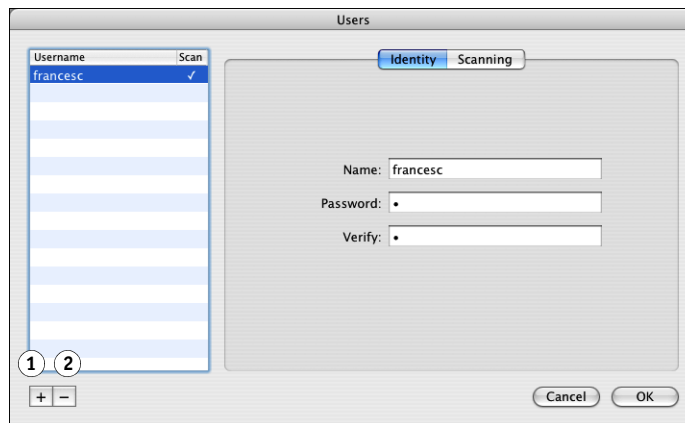 Users
Username Scan
francesc ✓
Identity Scanning
Name: francesc
Password: •
Verify: •
1 2
+ −
Cancel OK